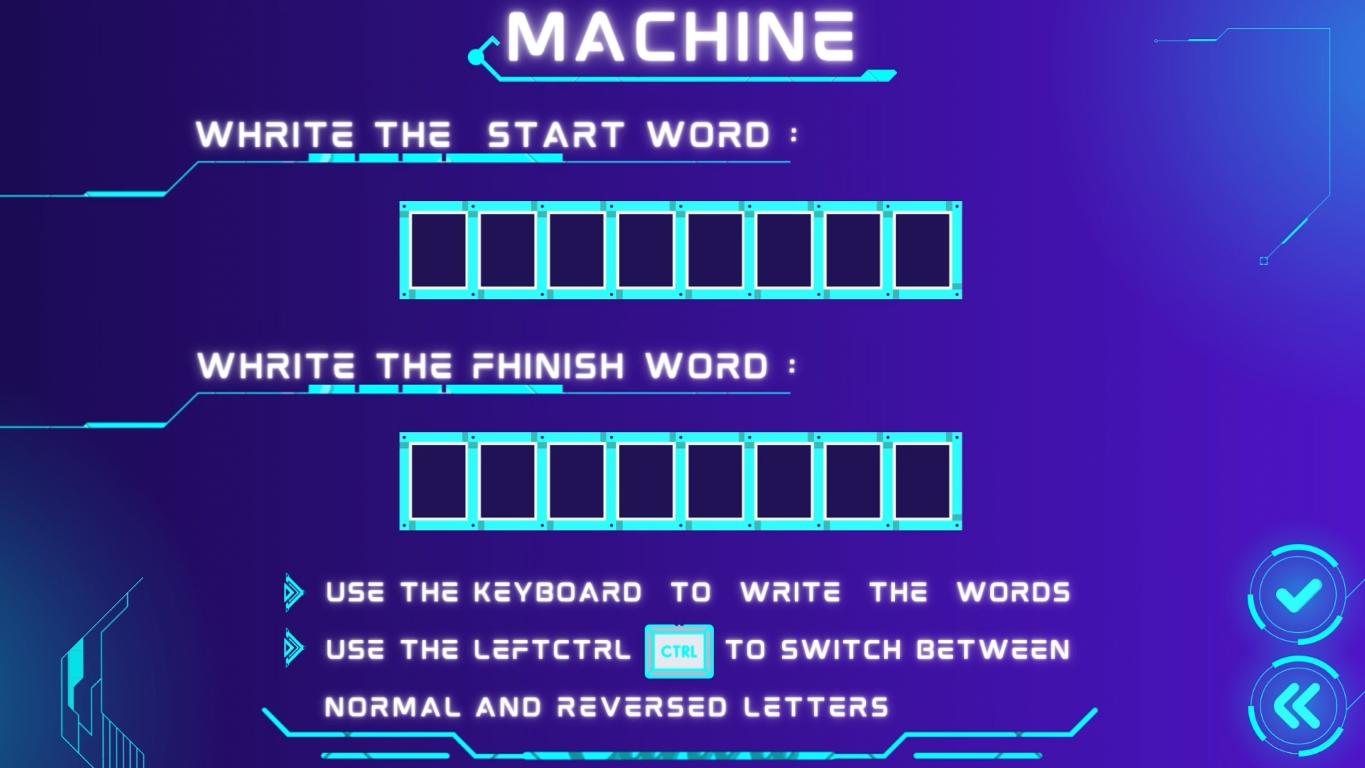 MACHINE
WHRITE THE START WORD :
WHRITE THE FHINISH WORD :
USE THE KEYBOARD TO WRITE THE WORDS
USE THE LEFTCTRL CTRL TO SWITCH BETWEEN
NORMAL AND REVERSED LETTERS